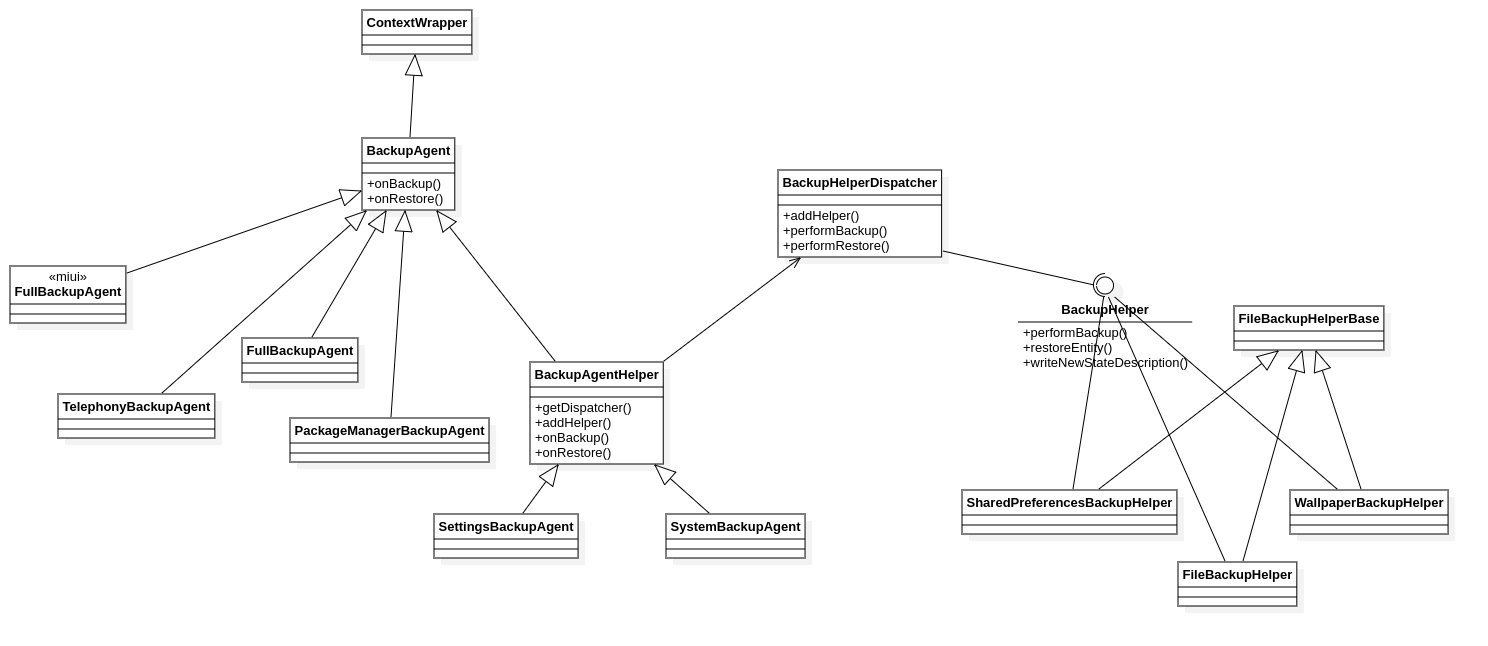 ContextWrapper
BackupAgent
+onBackup()
+onRestore()
BackupHelperDispatcher
+addHelper()
+performBackup()
+performRestore()
«miui»
FullBackupAgent
BackupHelper
+performBackup()
+restoreEntity()
+writeNewStateDescription()
FileBackupHelperBase
FullBackupAgent
BackupAgentHelper
+getDispatcher()
+addHelper()
+onBackup()
+onRestore()
TelephonyBackupAgent
PackageManagerBackupAgent
SharedPreferencesBackupHelper
WallpaperBackupHelper
SettingsBackupAgent
SystemBackupAgent
FileBackupHelper